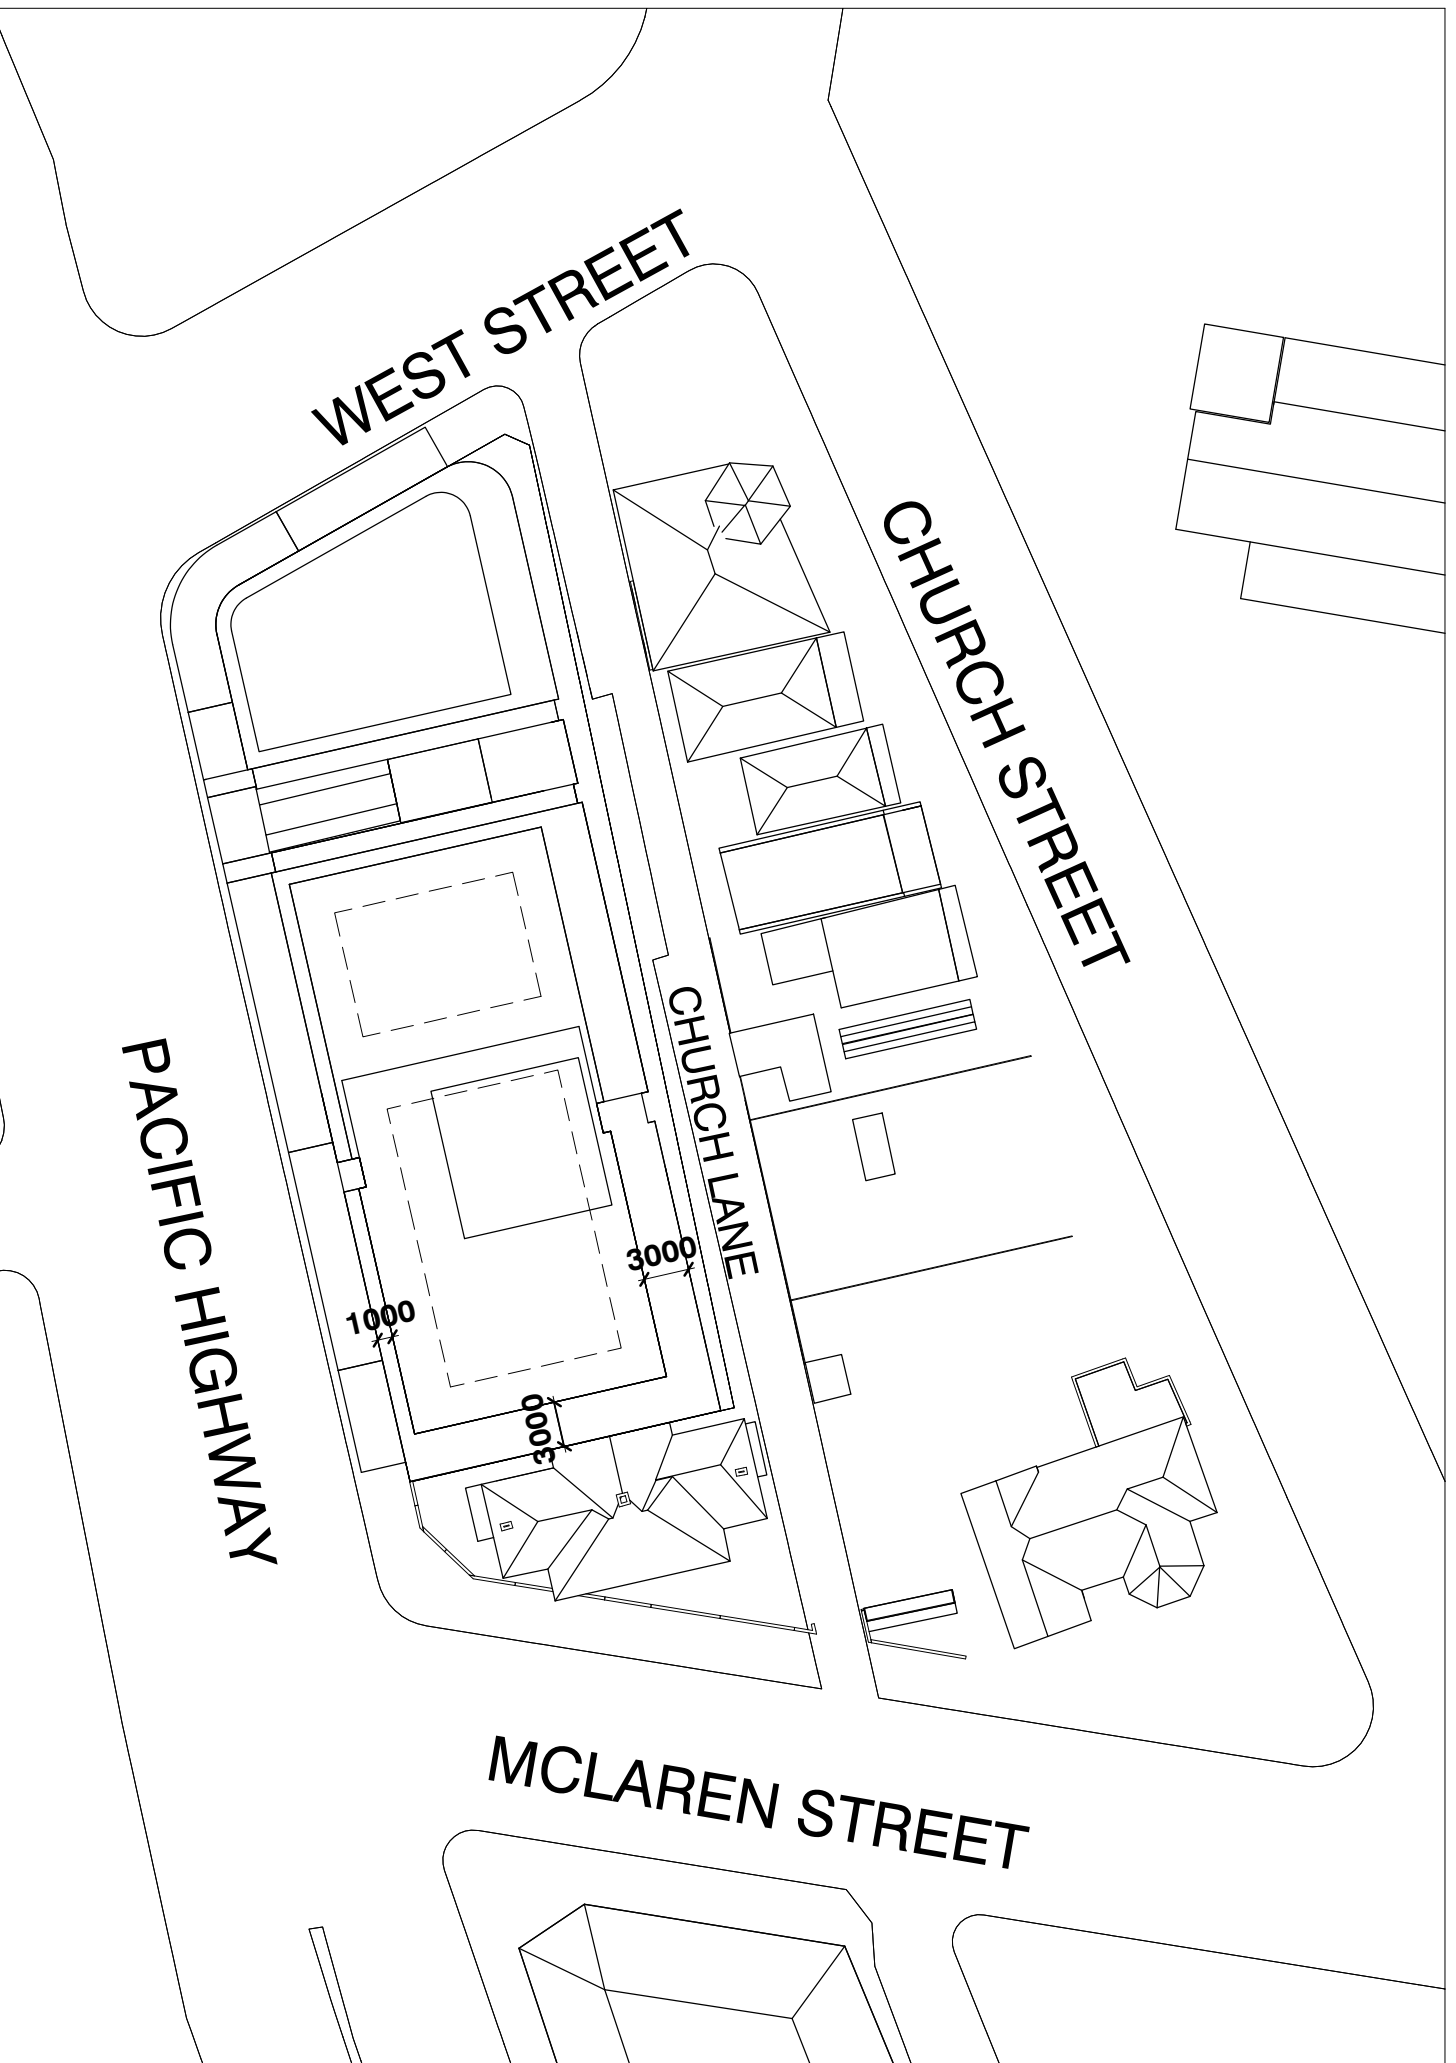 WEST STREET
CHURCH STREET
CHURCH LANE
PACIFIC HIGHWAY
3000
1000
3000
MCLAREN STREET